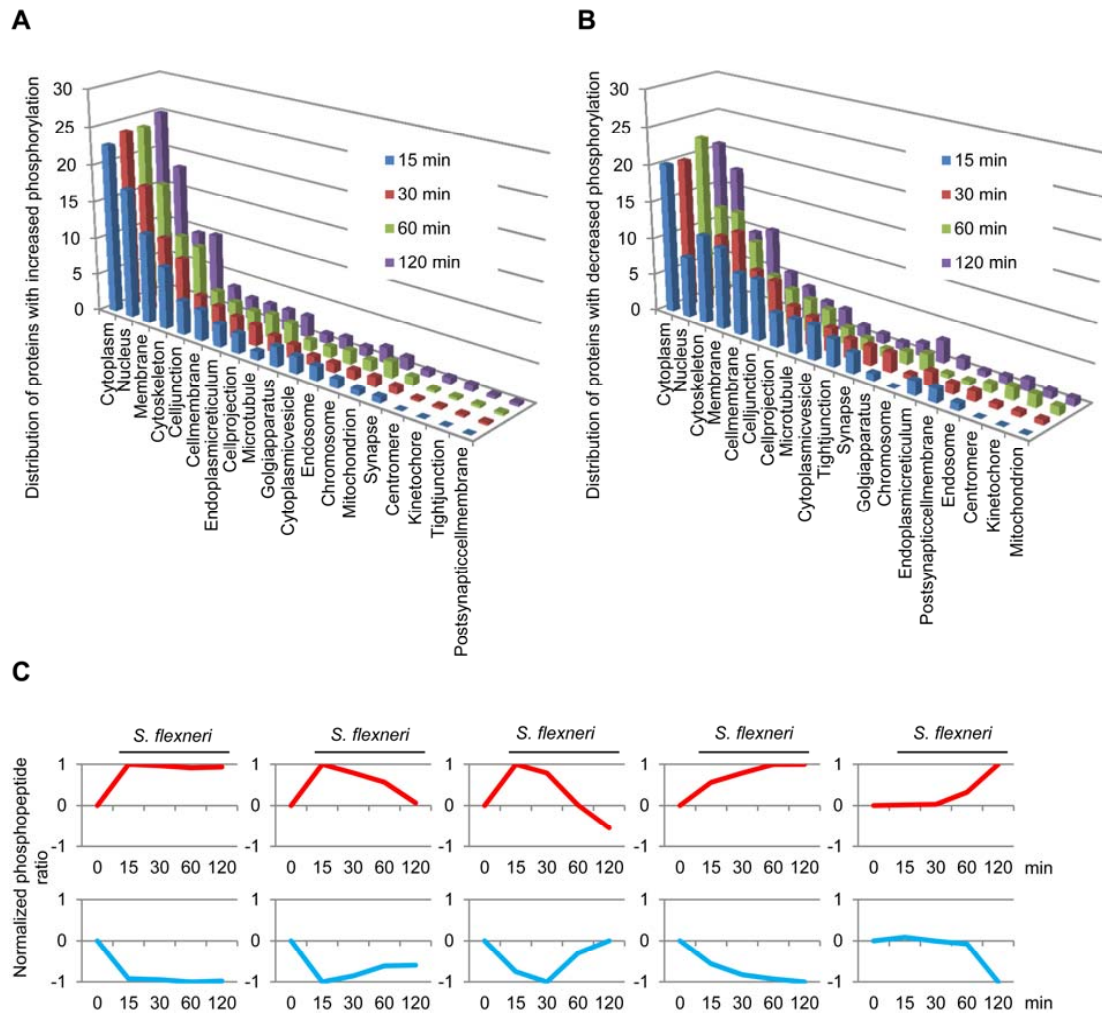 A
Distribution of proteins with increased phosphorylation
30
25
20
15
10
5
0
15 min
30 min
60 min
120 min
Cytoplasm
Nucleus
Membrane
Cytoskeleton
Celljunction
Cellmembrane
Endoplasmicreticulum
Cellprojection
Microtubule
Golgiapparatus
Cytoplasmicvesicle
Endosome
Chromosome
Mitochondrion
Synapse
Centromere
Kinetochore
Tightjunction
Postsynapticcellmembrane
B
Distribution of proteins with decreased phosphorylation
30
25
20
15
10
5
0
15 min
30 min
60 min
120 min
Cytoplasm
Nucleus
Cytoskeleton
Membrane
Cellmembrane
Celljunction
Cellprojection
Microtubule
Cytoplasmicvesicle
Tightjunction
Synapse
Golgiapparatus
Chromosome
Endoplasmicreticulum
Postsynapticcellmembrane
Endosome
Centromere
Kinetochore
Mitochondrion
C
Normalized phosphopeptide
ratio
S. flexneri S. flexneri S. flexneri S. flexneri S. flexneri
1 1 1 1 1
0 0 0 0 0
-1 -1 -1 -1 -1
0 15 30 60 120 0 15 30 60 120 0 15 30 60 120 0 15 30 60 120 0 15 30 60 120 min
1 1 1 1 1
0 0 0 0 0
-1 -1 -1 -1 -1
0 15 30 60 120 0 15 30 60 120 0 15 30 60 120 0 15 30 60 120 0 15 30 60 120 min